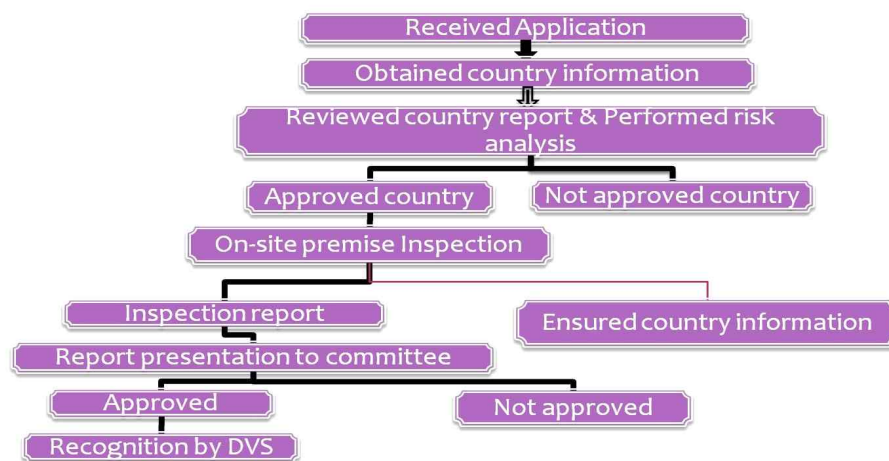 Received Application
Obtained country information
Reviewed country report & Performed risk
analysis
Approved country
Not approved country
On-site premise Inspection
Inspection report
Ensured country information
Report presentation to committee
Approved
Not approved
Recognition by DVS